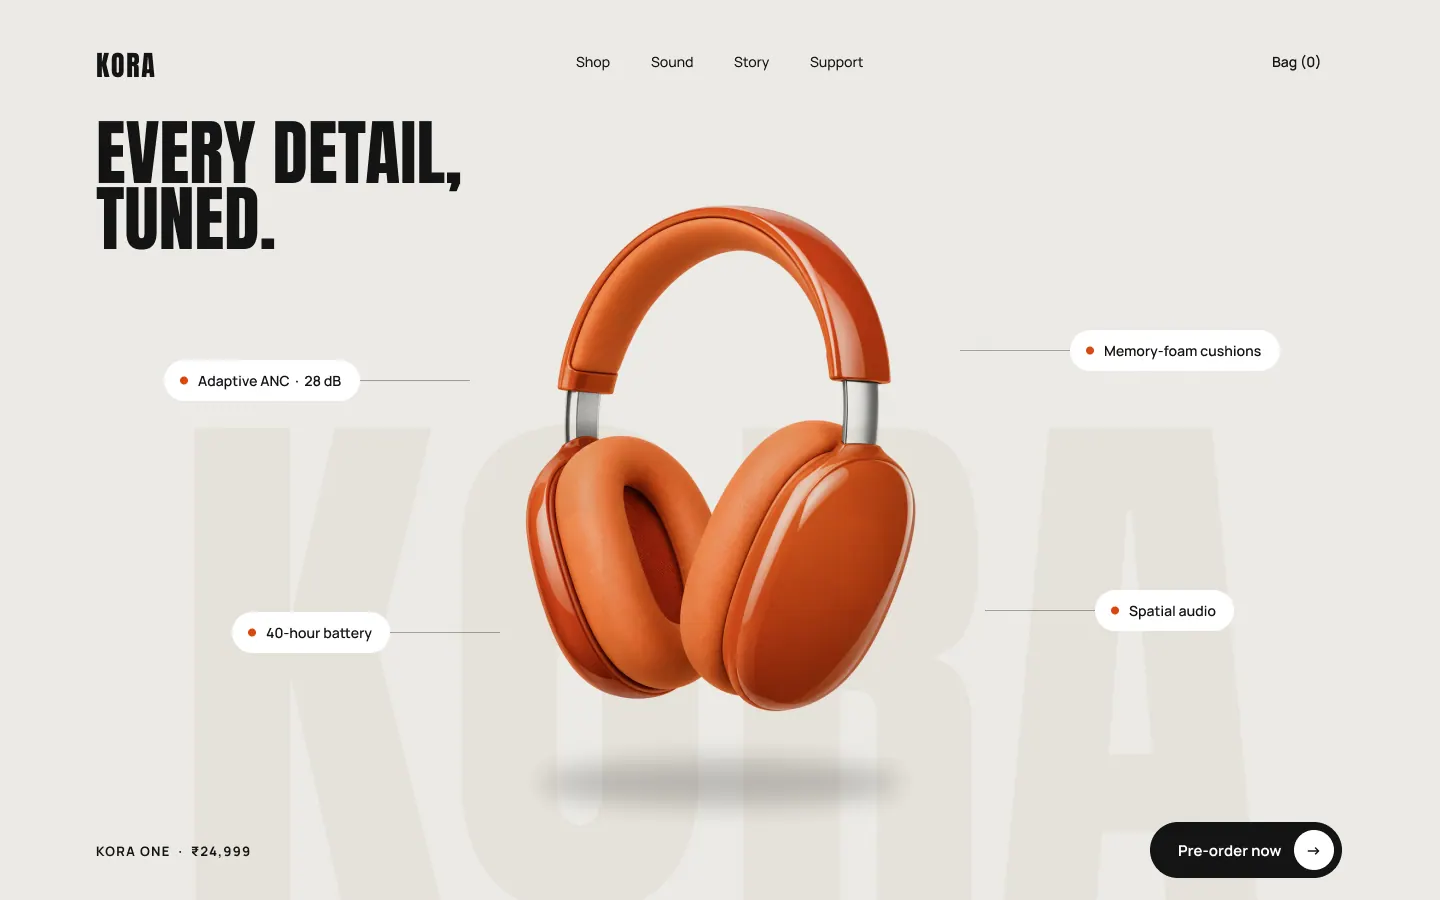 KORA
Shop
Sound
Story
Support
Bag (0)
EVERY DETAIL,
TUNED.
Memory-foam cushions
Adaptive ANC · 28 dB
KORA
Spatial audio
40-hour battery
KORA ONE · ₹24,999
Pre-order now →